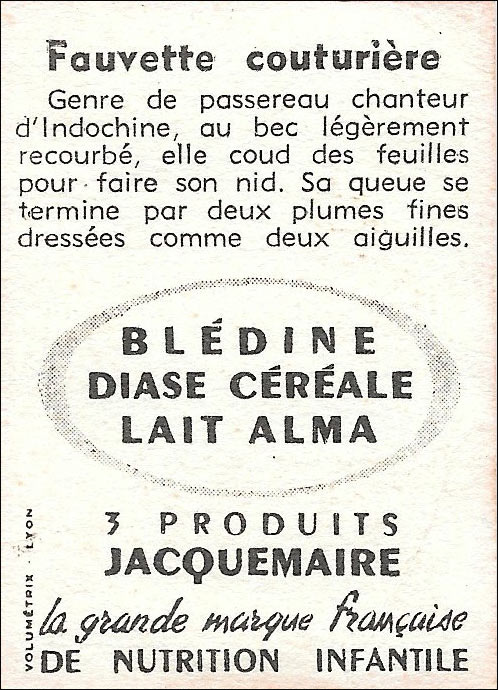 Fauvette couturière
Genre de passereau chanteur
d'Indochine, au bec légèrement
recourbé, elle coud des feuilles
pour faire son nid. Sa queue se
termine par deux plumes fines
dressées comme deux aiguilles.
BLÉDINE
DIASE CÉRÉALE
LAIT ALMA
3 PRODUITS
JACQUEMAIRE
la grande marque française
DE NUTRITION INFANTILE
VOLUMÉTRIX - LYON